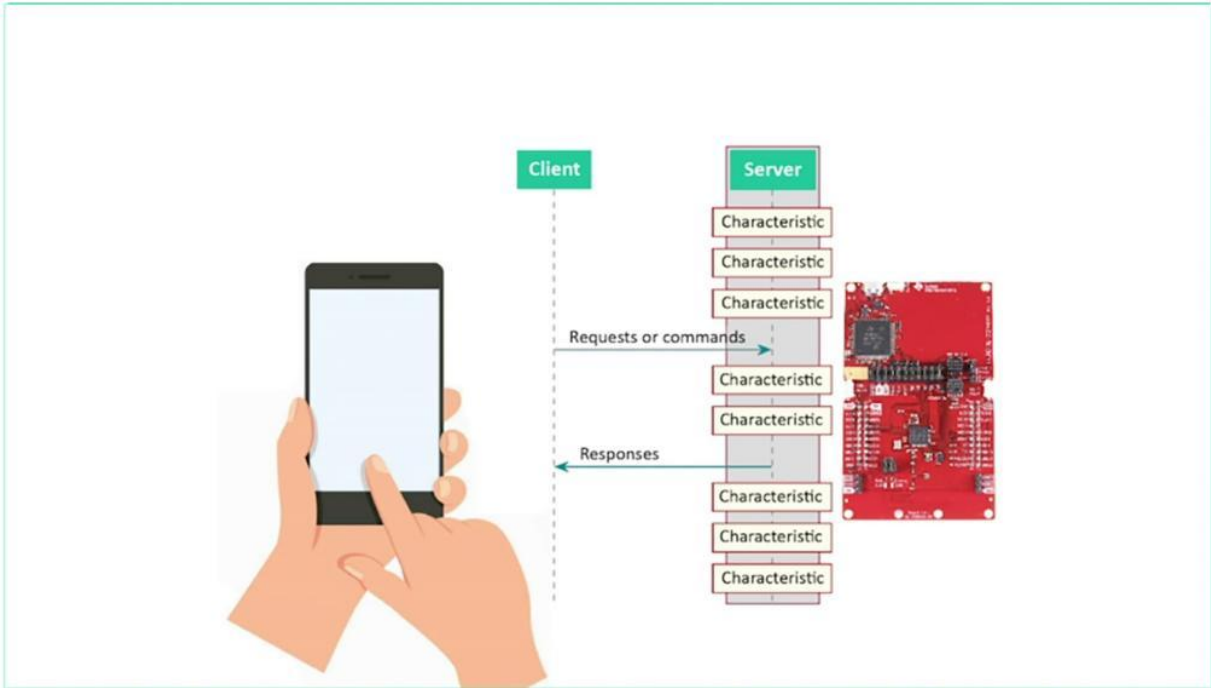 Client
Server
Characteristic
Characteristic
Characteristic
Requests or commands
Characteristic
Characteristic
Responses
Characteristic
Characteristic
Characteristic